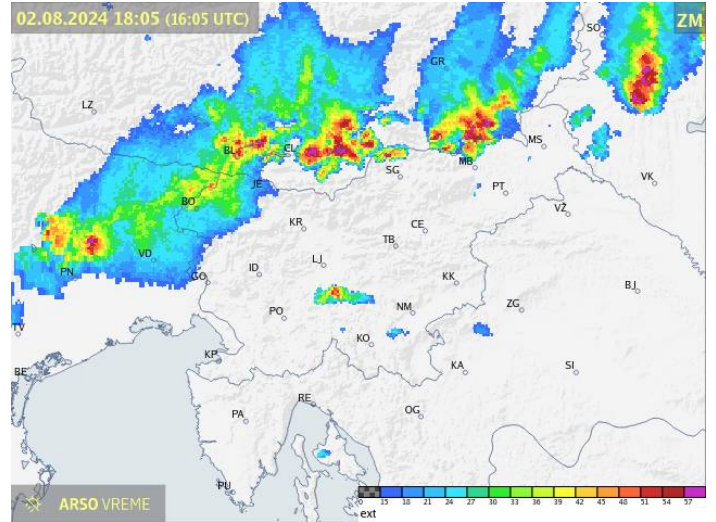 02.08.2024 18:05 (16:05 UTC)
ZM
SO
GR
LZ
MS
BL
CL
MB
SG
VK
JE
PT
BO
VŽ
KR
CE
TB
VD
LJ
GO
ID
PN
KK
BJ
NM
ZG
PO
TV
KO
KP
BE
KA
SI
RE
OG
PA
PU
ARSO VREME
0 15 18 21 24 27 30 33 36 39 42 45 48 51 54 57
ext